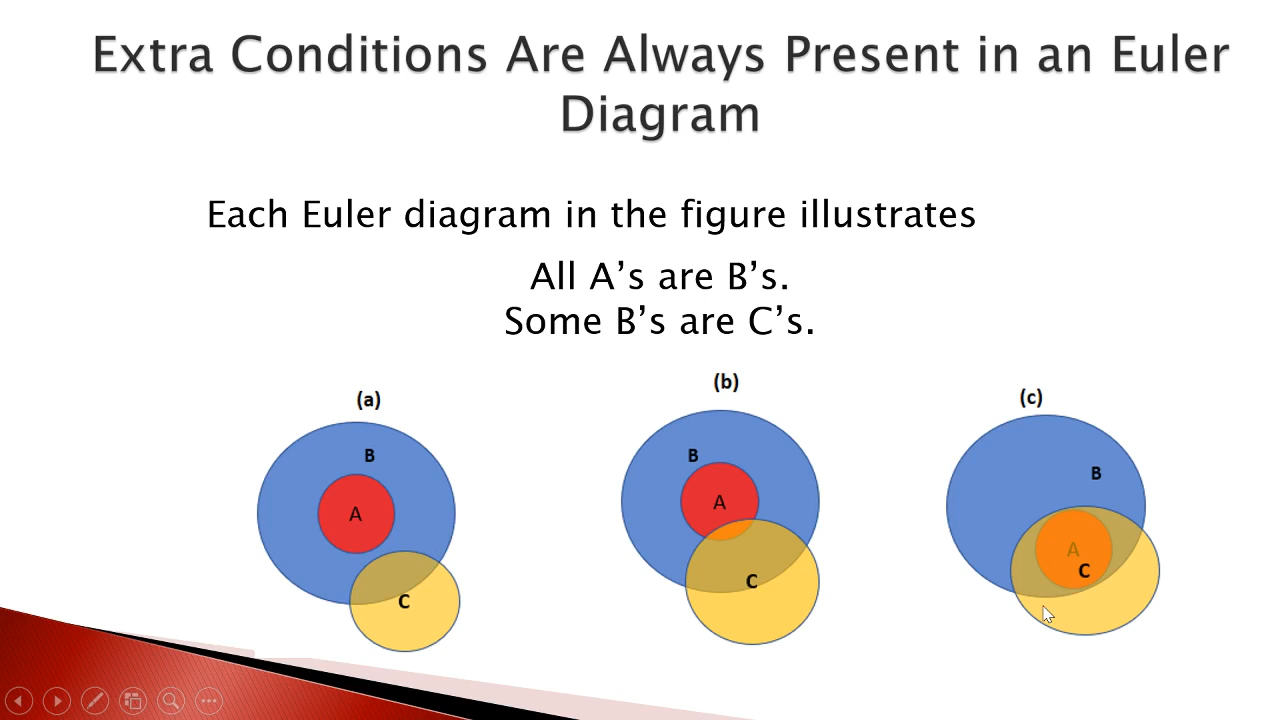 Extra Conditions Are Always Present in an Euler
Diagram
Each Euler diagram in the figure illustrates
All A’s are B’s.
Some B’s are C’s.
(a)
B
A
C
(b)
B
A
C
(c)
B
A
C